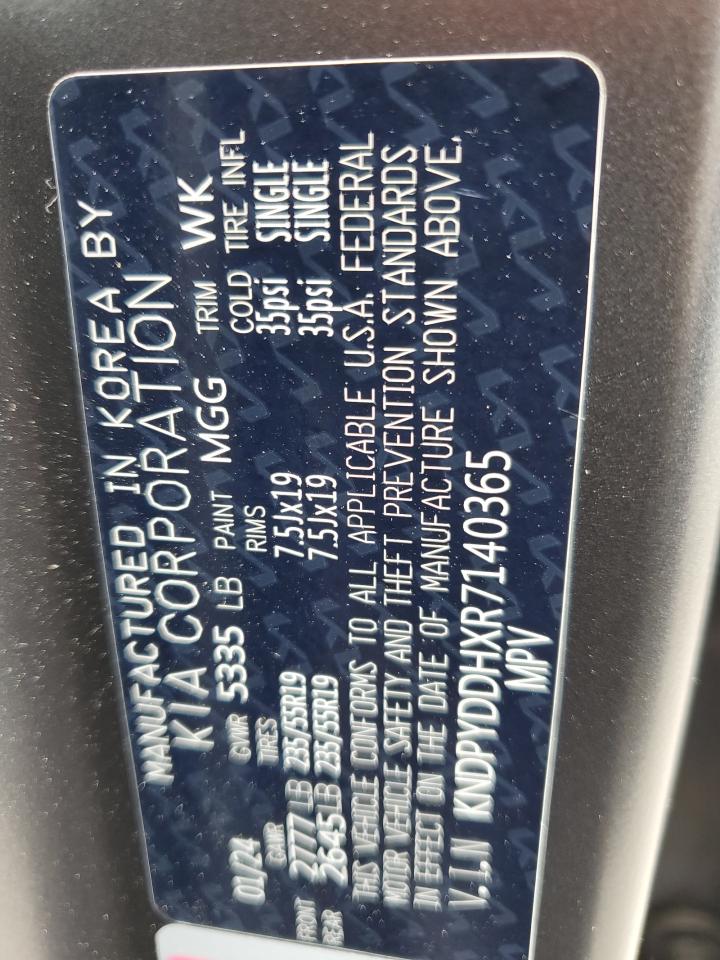 MANUFACTURED IN KOREA BY
KIA CORPORATION
01/24 GVWR 5335 LB PAINT MGG TRIM WK
GAWR TIRES RIMS COLD TIRE INFL
FRONT 2777 LB 235/55R19 7.5Jx19 35psi SINGLE
REAR 2645 LB 235/55R19 7.5Jx19 35psi SINGLE
THIS VEHICLE CONFORMS TO ALL APPLICABLE U.S.A. FEDERAL
MOTOR VEHICLE SAFETY AND THEFT PREVENTION STANDARDS
IN EFFECT ON THE DATE OF MANUFACTURE SHOWN ABOVE.
V.I.N KNDPYDDHXR7140365
MPV